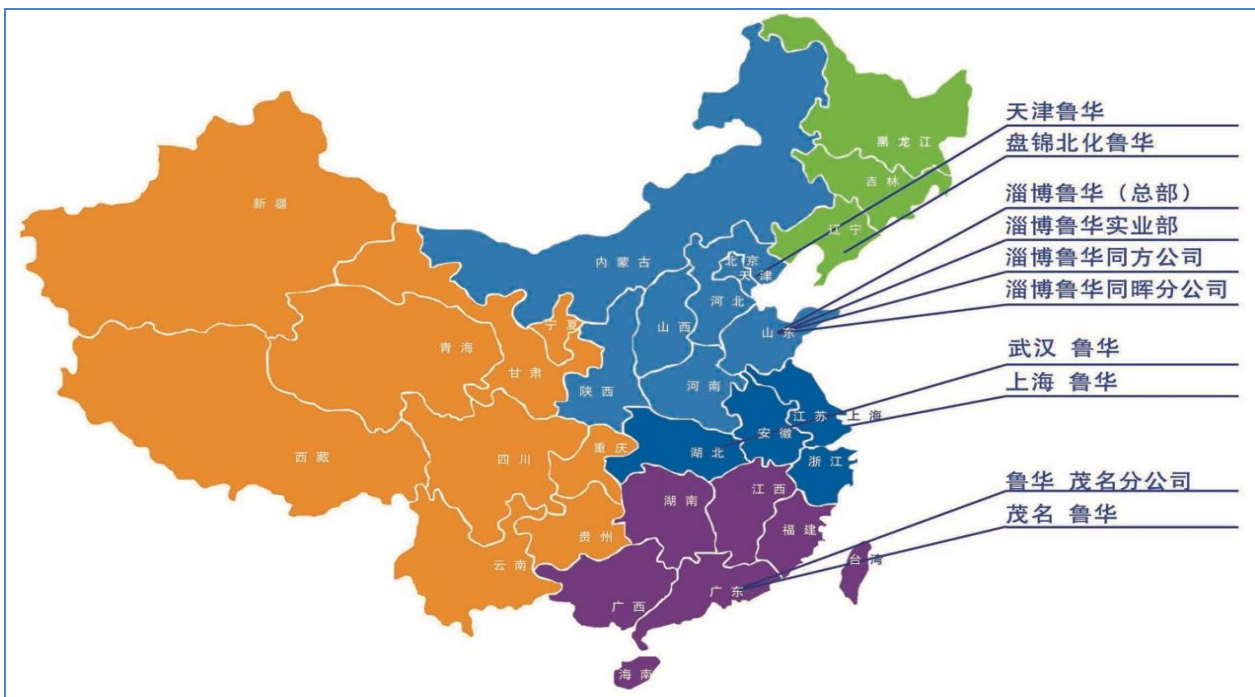 天津鲁华
盘锦北化鲁华
淄博鲁华（总部）
淄博鲁华实业部
淄博鲁华同方公司
淄博鲁华同晖分公司
武汉 鲁华
上海 鲁华
鲁华 茂名分公司
茂名 鲁华
黑龙江
吉林
辽宁
新疆
内蒙古
北京
天津
河北
山西
山东
宁夏
青海
甘肃
陕西
河南
江苏
上海
安徽
湖北
浙江
重庆
四川
西藏
湖南
江西
福建
贵州
云南
台湾
广东
广西
海南